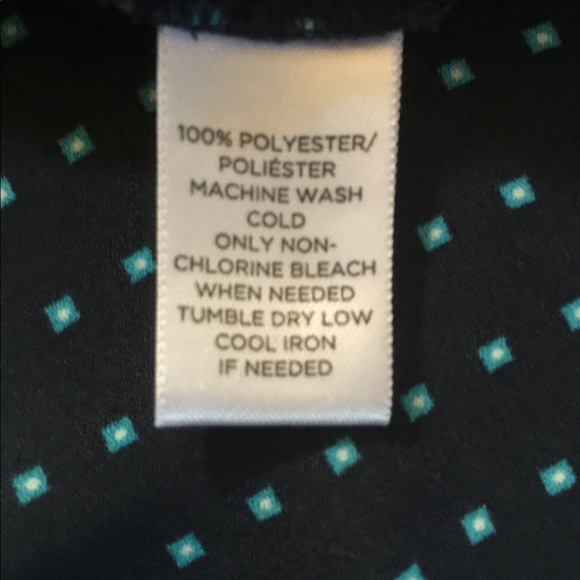 100% POLYESTER/
POLIÉSTER
MACHINE WASH
COLD
ONLY NON-
CHLORINE BLEACH
WHEN NEEDED
TUMBLE DRY LOW
COOL IRON
IF NEEDED